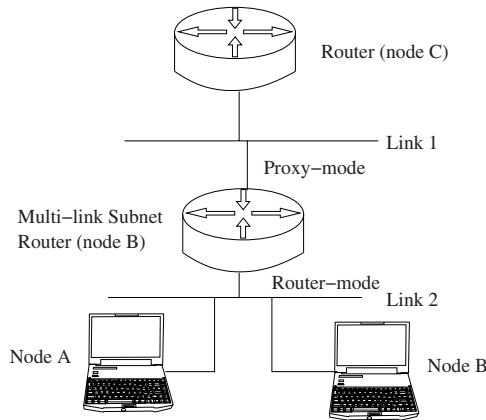 Router (node C)
Link 1
Proxy−mode
Multi−link Subnet
Router (node B)
Router−mode
Link 2
Node A
Node B